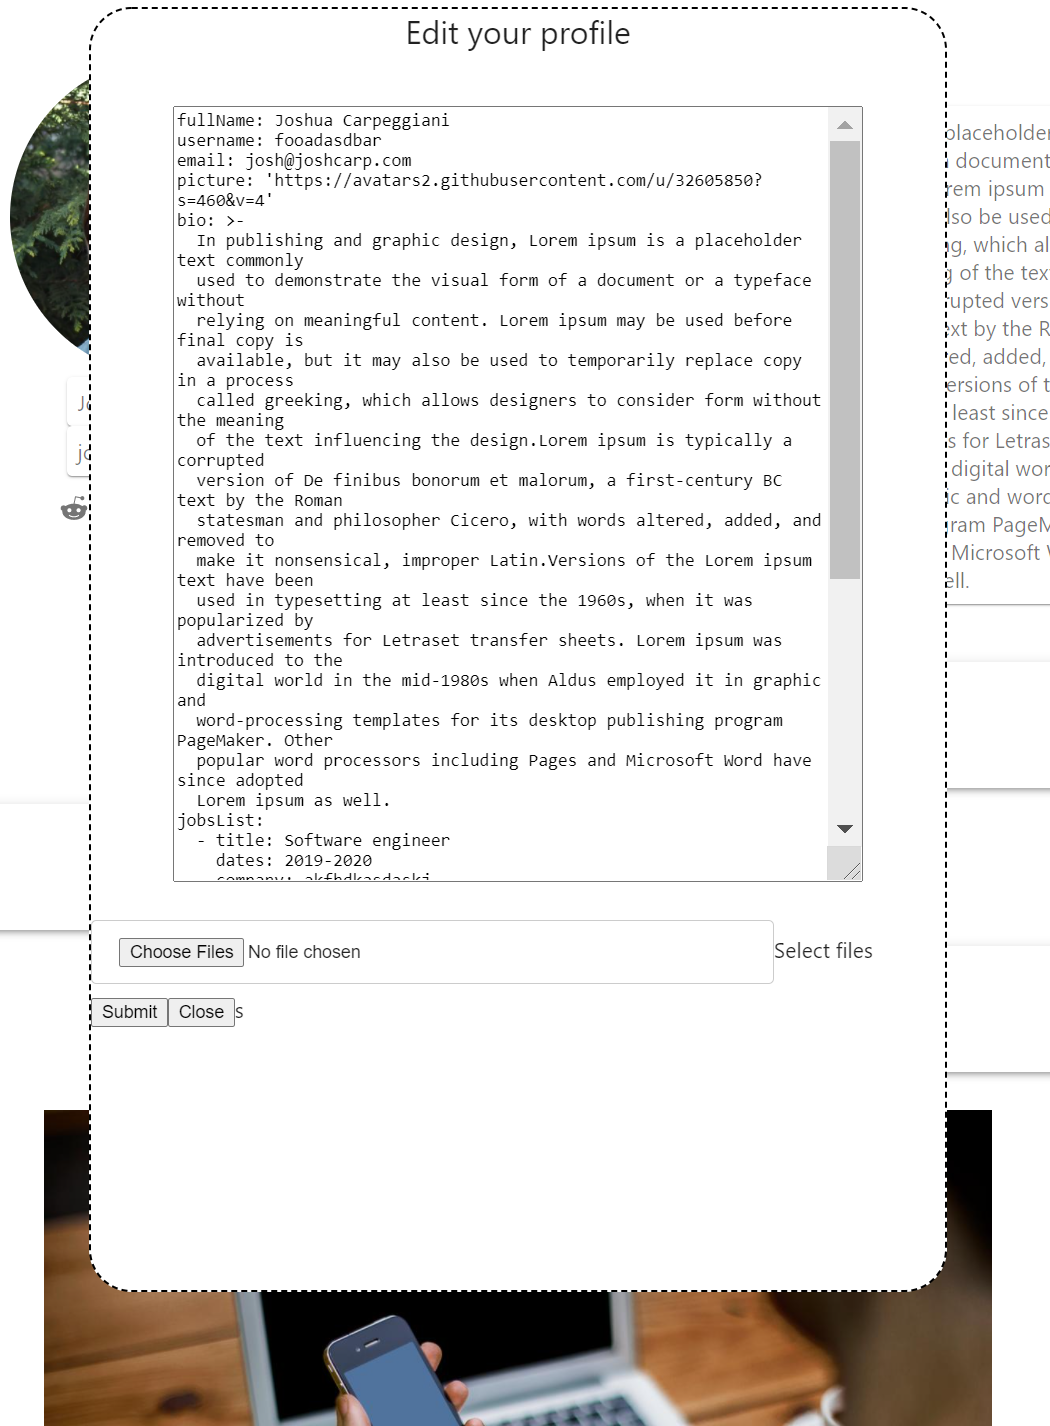 Edit your profile
fullName: Joshua Carpeggiani
username: fooadasdbar
email: josh@joshcarp.com
picture: 'https://avatars2.githubusercontent.com/u/32605850?
s=460&v=4'
bio: >-
  In publishing and graphic design, Lorem ipsum is a placeholder
text commonly
  used to demonstrate the visual form of a document or a typeface
without
  relying on meaningful content. Lorem ipsum may be used before
final copy is
  available, but it may also be used to temporarily replace copy
in a process
  called greeking, which allows designers to consider form without
the meaning
  of the text influencing the design.Lorem ipsum is typically a
corrupted
  version of De finibus bonorum et malorum, a first-century BC
text by the Roman
  statesman and philosopher Cicero, with words altered, added, and
removed to
  make it nonsensical, improper Latin.Versions of the Lorem ipsum
text have been
  used in typesetting at least since the 1960s, when it was
popularized by
  advertisements for Letraset transfer sheets. Lorem ipsum was
introduced to the
  digital world in the mid-1980s when Aldus employed it in graphic
and
  word-processing templates for its desktop publishing program
PageMaker. Other
  popular word processors including Pages and Microsoft Word have
since adopted
  Lorem ipsum as well.
jobsList:
  - title: Software engineer
    dates: 2019-2020
    company:
Choose Files No file chosen Select files
Submit Close s
placeholder
document
rem ipsum
lso be used
g, which al
of the tex
rupted vers
xt by the R
ed, added,
ersions of t
least since
s for Letras
digital wor
c and word
ram PageM
Microsoft
ell.